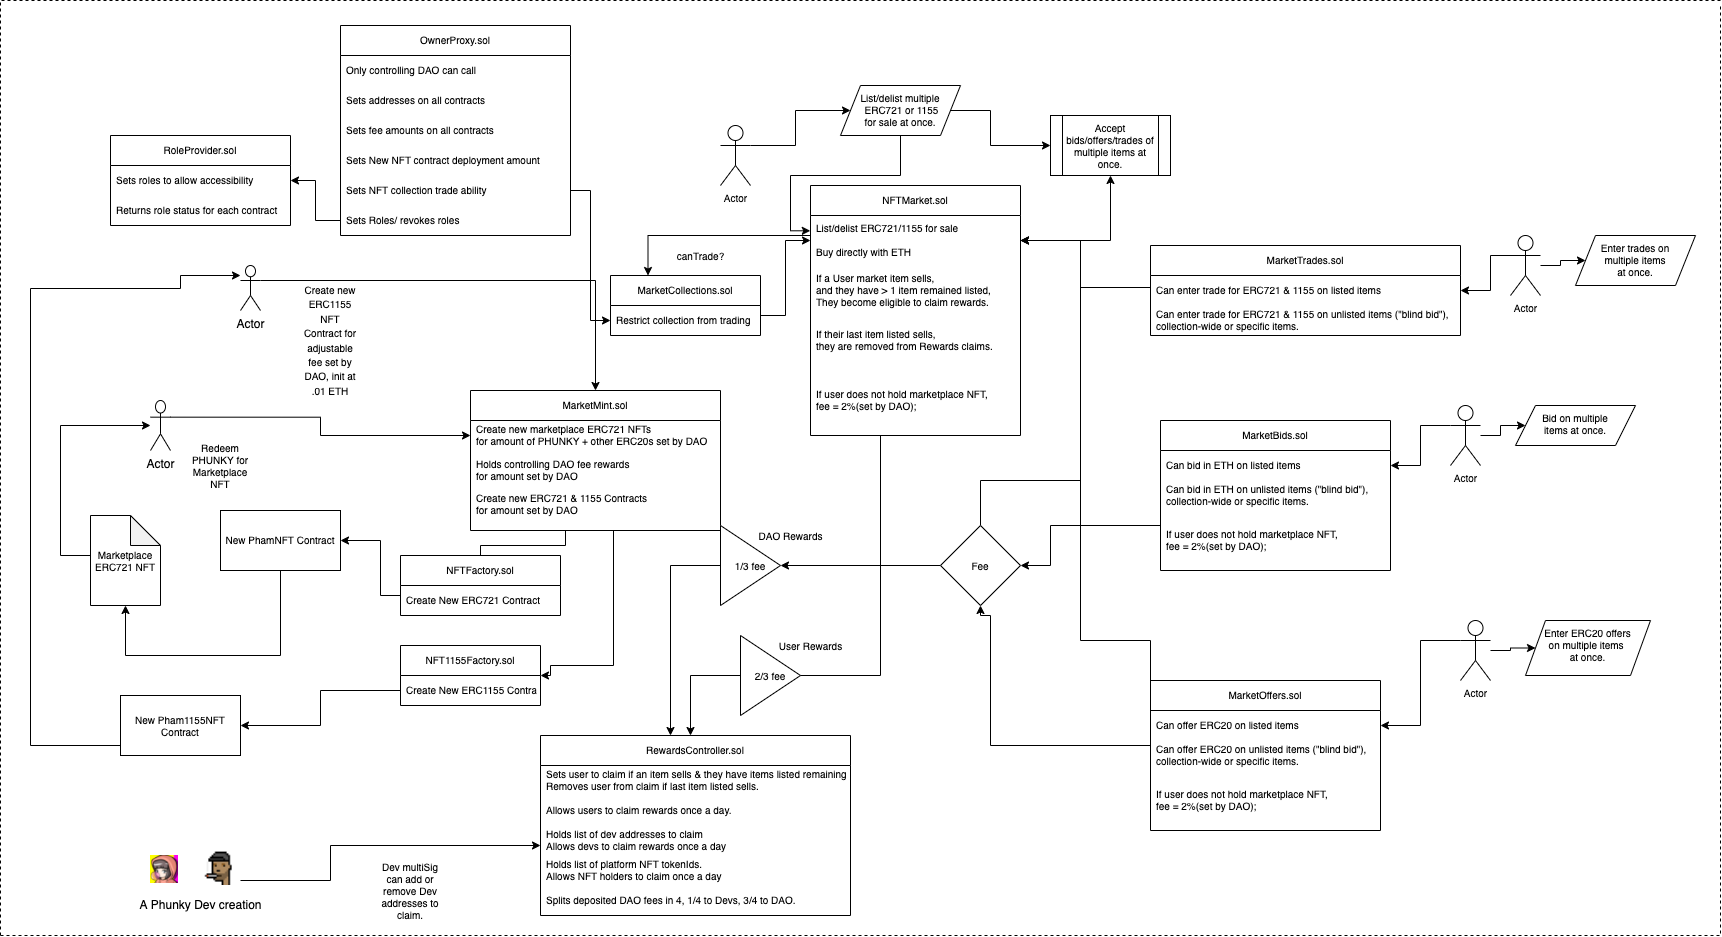 OwnerProxy.sol
Only controlling DAO can call
Sets addresses on all contracts
Sets fee amounts on all contracts
Sets New NFT contract deployment amount
Sets NFT collection trade ability
Sets Roles/ revokes roles
RoleProvider.sol
Sets roles to allow accessibility
Returns role status for each contract
List/delist multiple
ERC721 or 1155
for sale at once.
Actor
Accept
bids/offers/trades of
multiple items at
once.
NFTMarket.sol
List/delist ERC721/1155 for sale
Buy directly with ETH
If a User market item sells,
and they have > 1 item remained listed,
They become eligible to claim rewards.
If their last item listed sells,
they are removed from Rewards claims.
If user does not hold marketplace NFT,
fee = 2%(set by DAO);
canTrade?
MarketCollections.sol
Restrict collection from trading
MarketTrades.sol
Can enter trade for ERC721 & 1155 on listed items
Can enter trade for ERC721 & 1155 on unlisted items ("blind bid"),
collection-wide or specific items.
Actor
Enter trades on
multiple items
at once.
Actor
Create new
ERC1155
NFT
Contract for
adjustable
fee set by
DAO, init at
.01 ETH
MarketMint.sol
Create new marketplace ERC721 NFTs
for amount of PHUNKY + other ERC20s set by DAO
Holds controlling DAO fee rewards
for amount set by DAO
Create new ERC721 & 1155 Contracts
for amount set by DAO
Actor
Redeem
PHUNKY for
Marketplace
NFT
MarketBids.sol
Can bid in ETH on listed items
Can bid in ETH on unlisted items ("blind bid"),
collection-wide or specific items.
If user does not hold marketplace NFT,
fee = 2%(set by DAO);
Actor
Bid on multiple
items at once.
Marketplace
ERC721 NFT
New PhamNFT Contract
NFTFactory.sol
Create New ERC721 Contract
DAO Rewards
1/3 fee
Fee
NFT1155Factory.sol
Create New ERC1155 Contra
User Rewards
2/3 fee
New Pham1155NFT
Contract
MarketOffers.sol
Can offer ERC20 on listed items
Can offer ERC20 on unlisted items ("blind bid"),
collection-wide or specific items.
If user does not hold marketplace NFT,
fee = 2%(set by DAO);
Actor
Enter ERC20 offers
on multiple items
at once.
RewardsController.sol
Sets user to claim if an item sells & they have items listed remaining
Removes user from claim if last item listed sells.
Allows users to claim rewards once a day.
Holds list of dev addresses to claim
Allows devs to claim rewards once a day
Holds list of platform NFT tokenIds.
Allows NFT holders to claim once a day
Splits deposited DAO fees in 4, 1/4 to Devs, 3/4 to DAO.
Dev multiSig
can add or
remove Dev
addresses to
claim.
A Phunky Dev creation